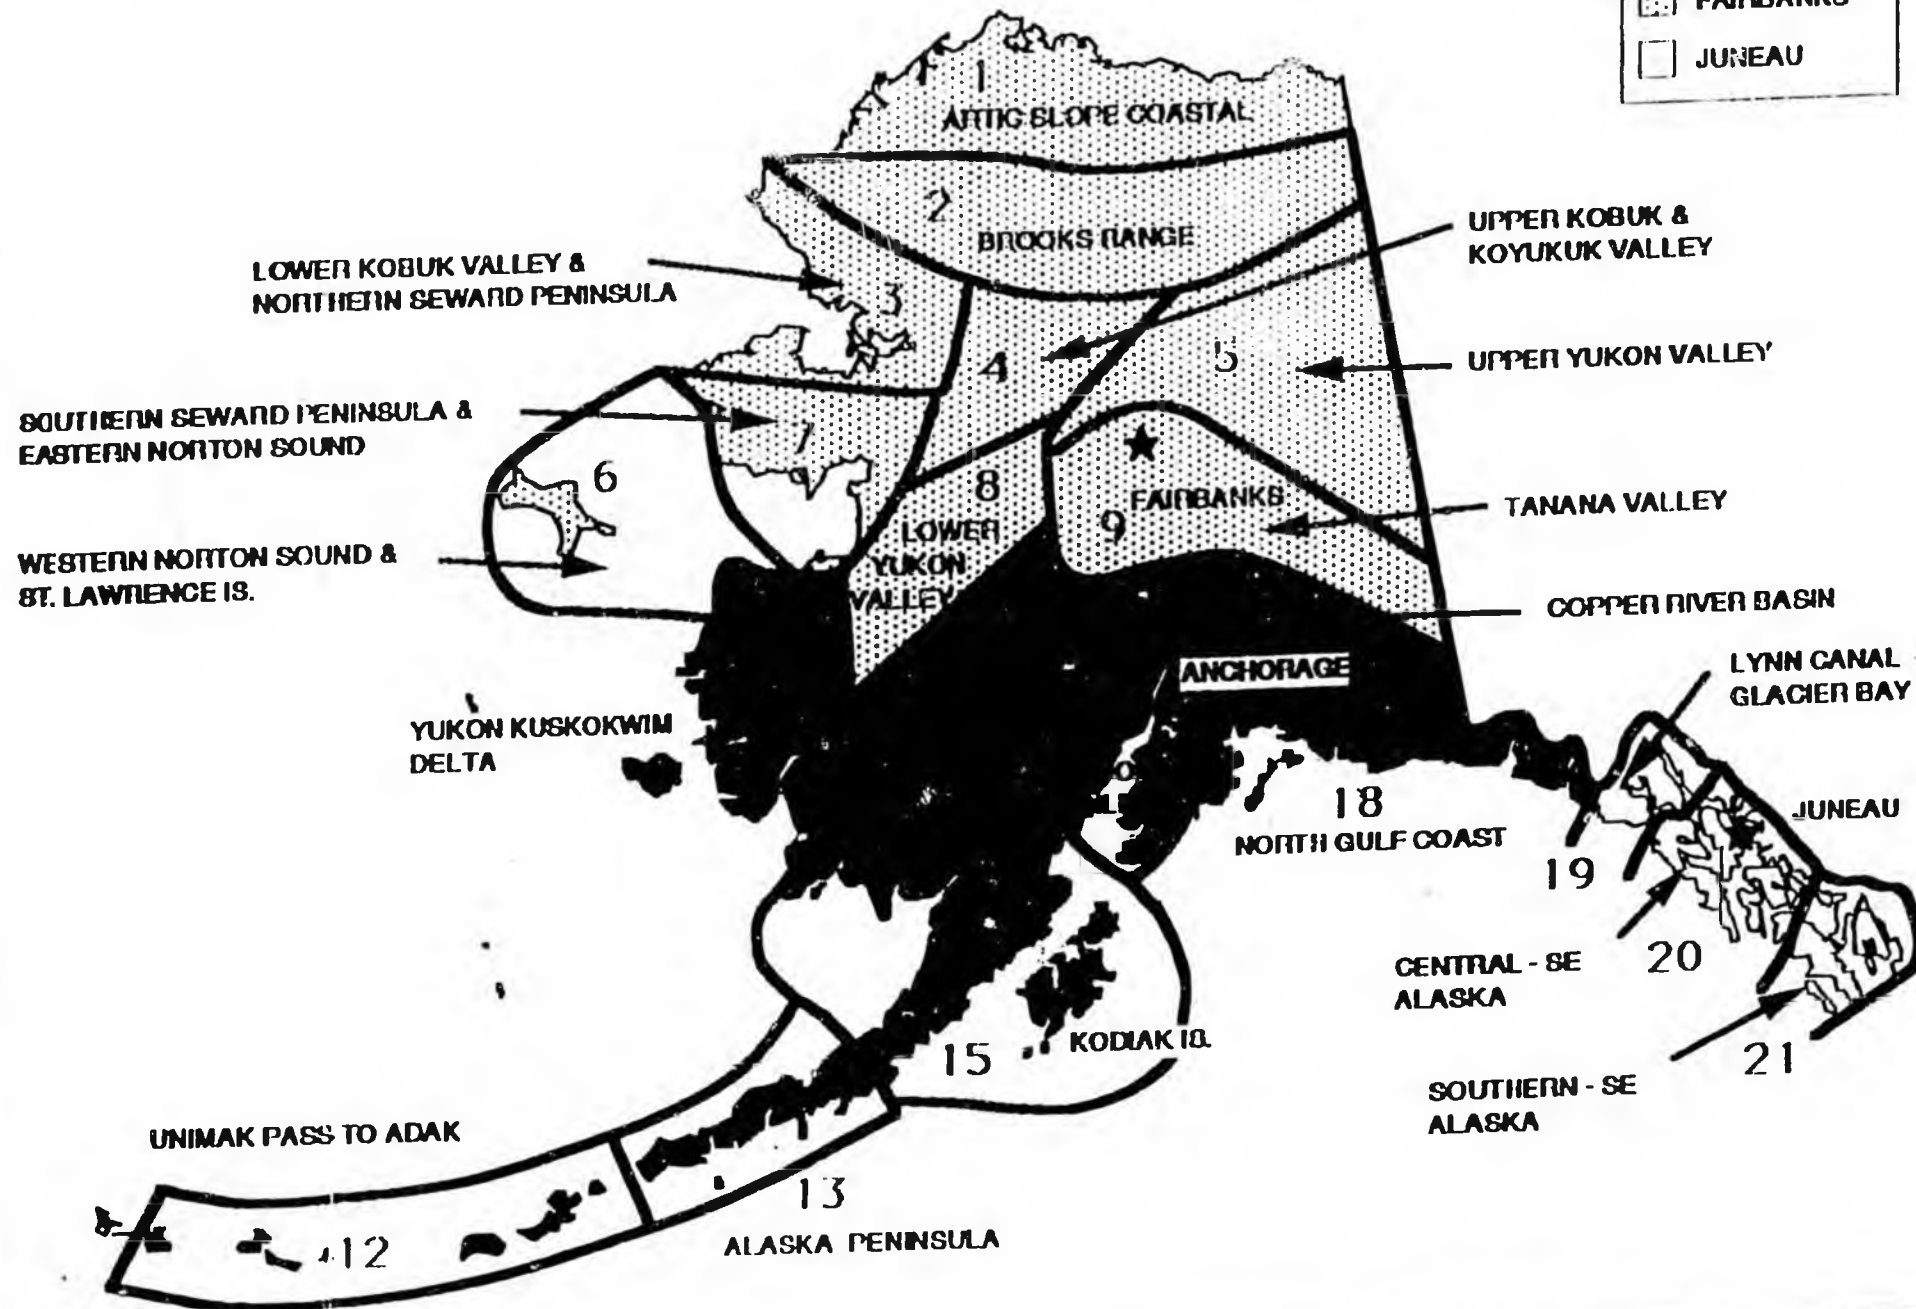 FAIRBANKS
JUNEAU
1
ARTIC SLOPE COASTAL
2
BROOKS RANGE
UPPER KOBUK &
KOYUKUK VALLEY
LOWER KOBUK VALLEY &
NORTHERN SEWARD PENINSULA
3
4
5
UPPER YUKON VALLEY
SOUTHERN SEWARD PENINSULA &
EASTERN NORTON SOUND
7
6
8
FAIRBANKS
9
TANANA VALLEY
LOWER
YUKON
VALLEY
WESTERN NORTON SOUND &
ST. LAWRENCE IS.
COPPER RIVER BASIN
ANCHORAGE
LYNN CANAL
GLACIER BAY
YUKON KUSKOKWIM
DELTA
18
NORTH GULF COAST
JUNEAU
19
CENTRAL - SE
ALASKA
20
15
KODIAK IS.
21
SOUTHERN - SE
ALASKA
UNIMAK PASS TO ADAK
13
ALASKA PENINSULA
12